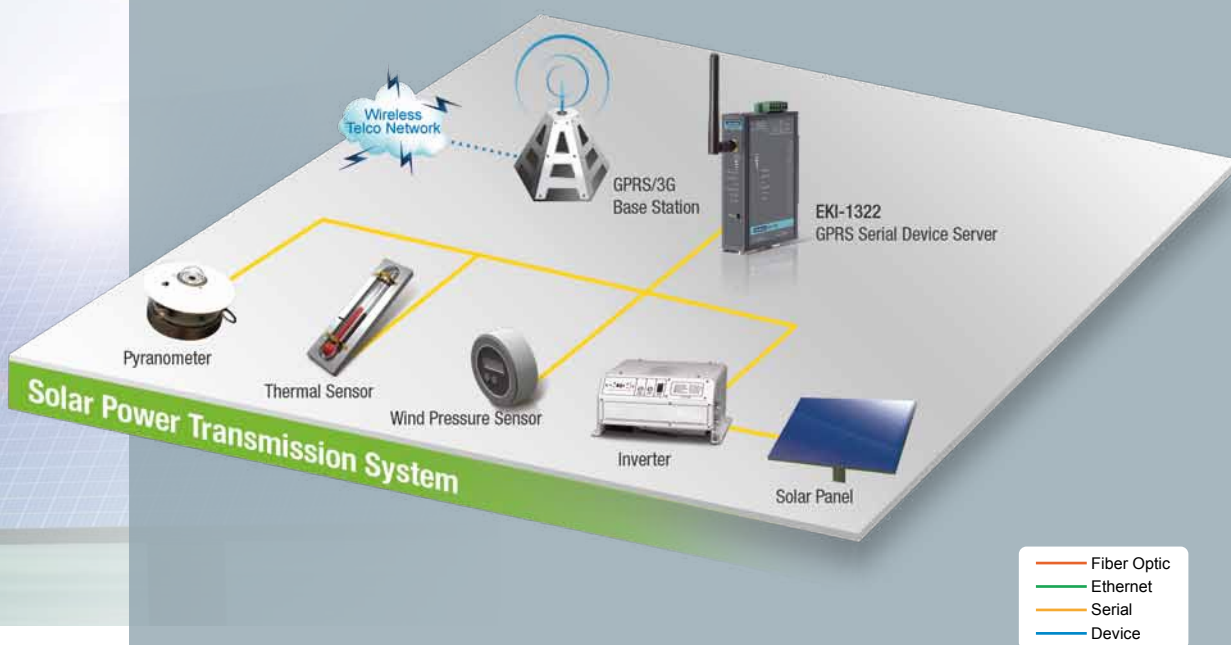 Wireless
Telco Network
GPRS/3G
Base Station
EKI-1322
GPRS Serial Device Server
Pyranometer
Thermal Sensor
Wind Pressure Sensor
Inverter
Solar Panel
Solar Power Transmission System
Fiber Optic
Ethernet
Serial
Device